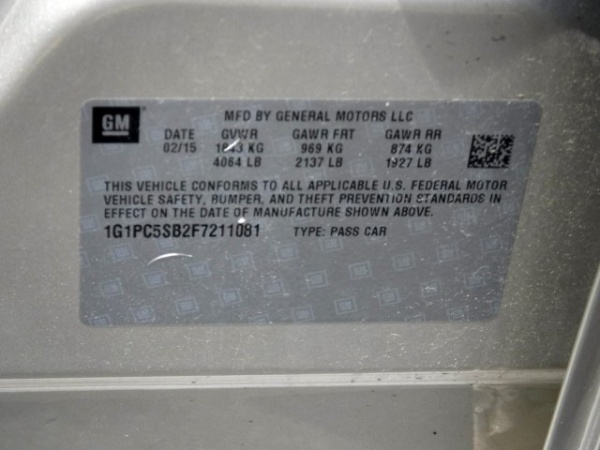 GM
MFD BY GENERAL MOTORS LLC
DATE GVWR GAWR FRT GAWR RR
02/15 1843 KG 969 KG 874 KG
4064 LB 2137 LB 1927 LB
THIS VEHICLE CONFORMS TO ALL APPLICABLE U.S. FEDERAL MOTOR
VEHICLE SAFETY, BUMPER, AND THEFT PREVENTION STANDARDS IN
EFFECT ON THE DATE OF MANUFACTURE SHOWN ABOVE.
1G1PC5SB2F7211081 TYPE: PASS CAR